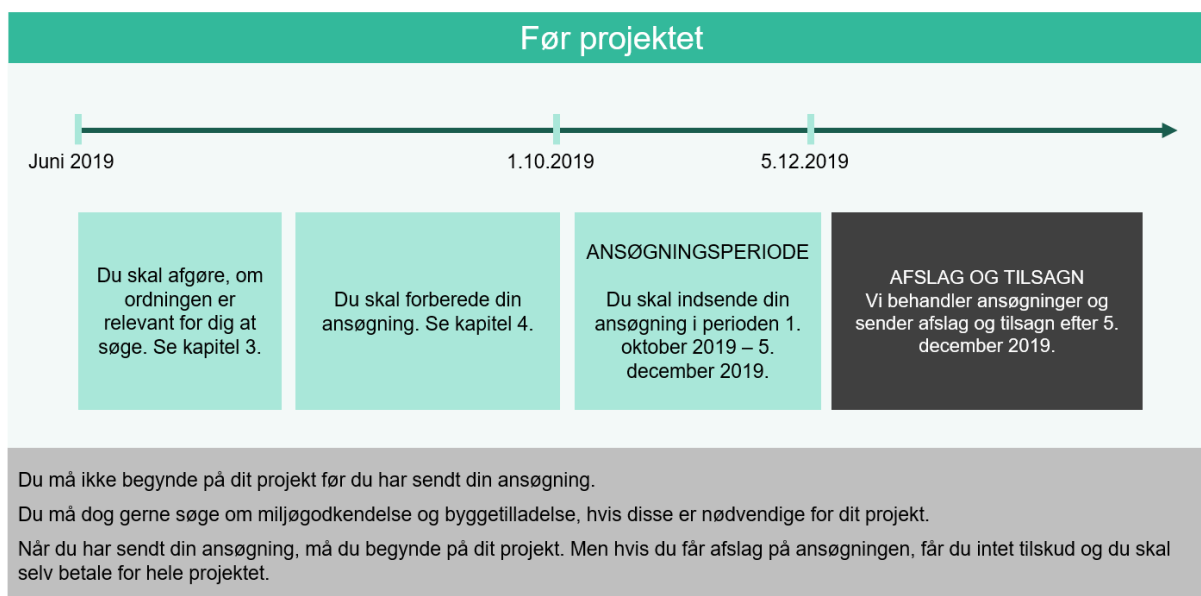 Før projektet
Juni 2019
1.10.2019
5.12.2019
Du skal afgøre, om
ordningen er
relevant for dig at
søge. Se kapitel 3.
Du skal forberede din
ansøgning. Se kapitel 4.
ANSØGNINGSPERIODE
Du skal indsende din
ansøgning i perioden 1.
oktober 2019 – 5.
december 2019.
AFSLAG OG TILSAGN
Vi behandler ansøgninger og
sender afslag og tilsagn efter 5.
december 2019.
Du må ikke begynde på dit projekt før du har sendt din ansøgning.
Du må dog gerne søge om miljøgodkendelse og byggetilladelse, hvis disse er nødvendige for dit projekt.
Når du har sendt din ansøgning, må du begynde på dit projekt. Men hvis du får afslag på ansøgningen, får du intet tilskud og du skal
selv betale for hele projektet.